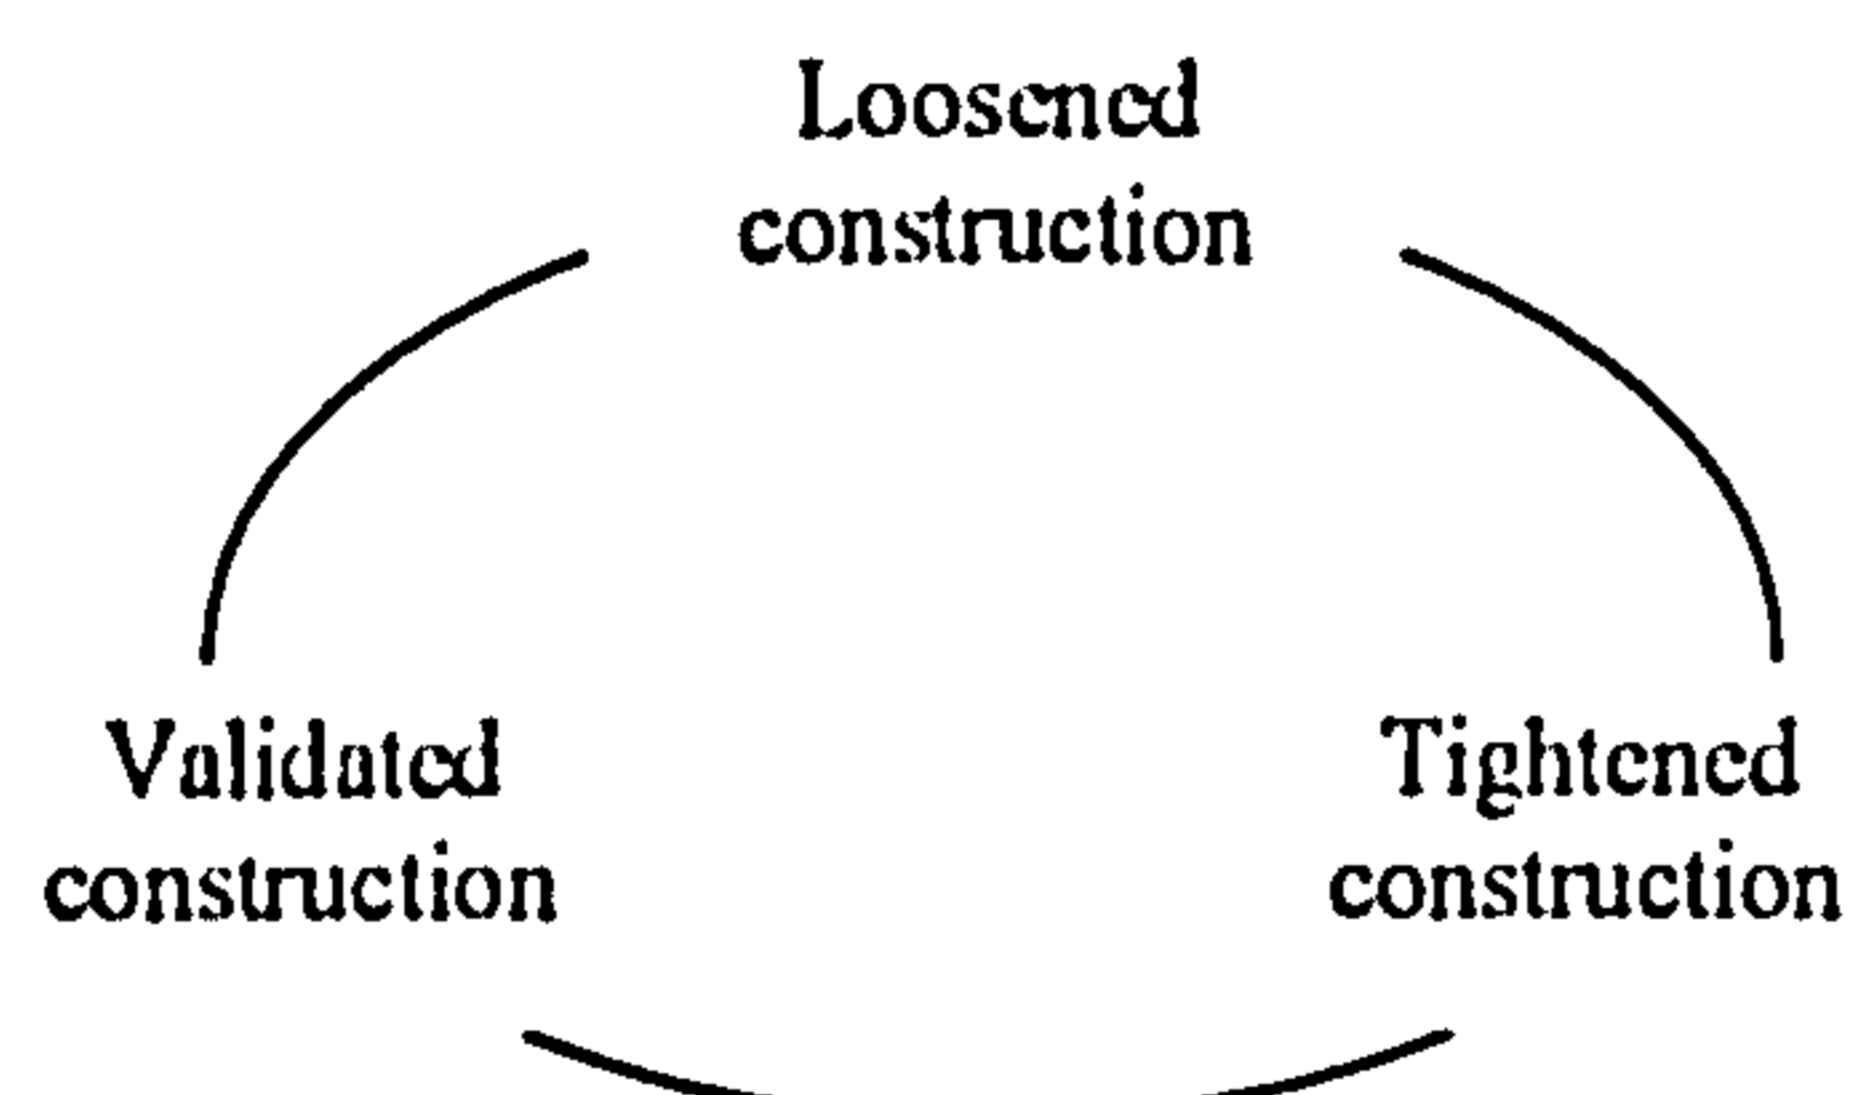 Loosened
construction
Validated
construction
Tightened
construction